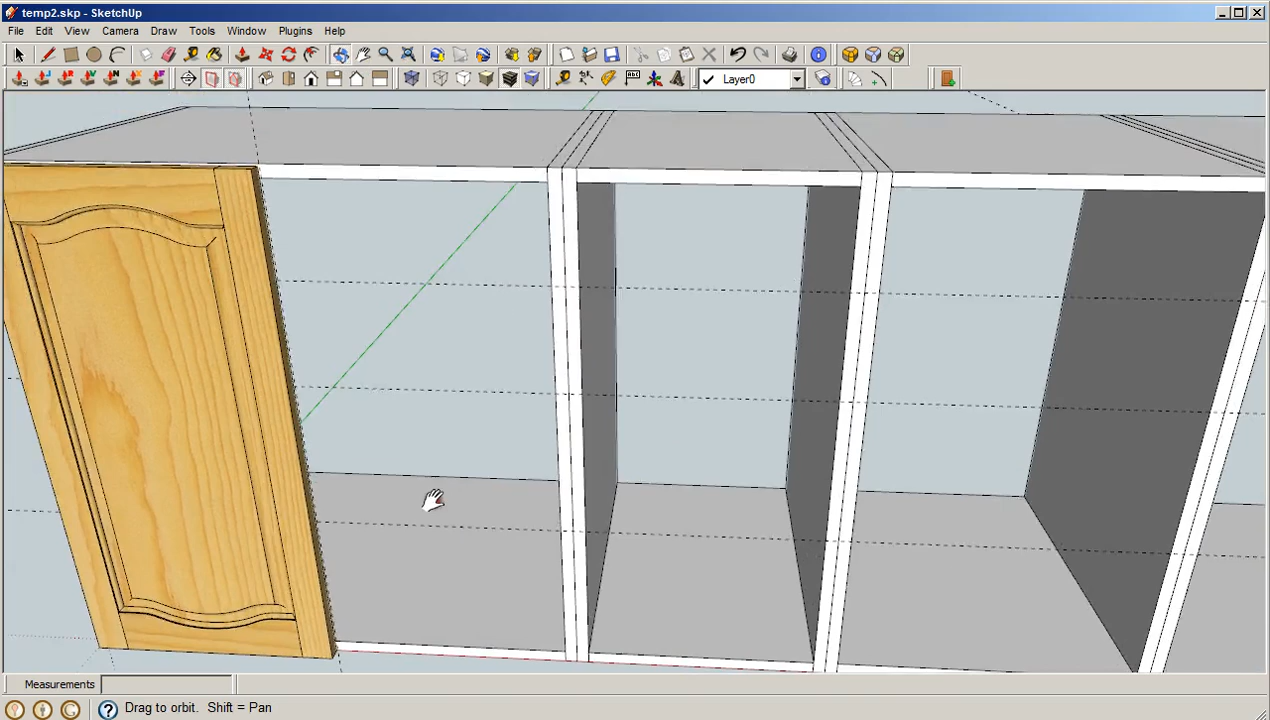 temp2.skp - SketchUp
File Edit View Camera Draw Tools Window Plugins Help
ABC
Layer0
Measurements
Drag to orbit. Shift = Pan